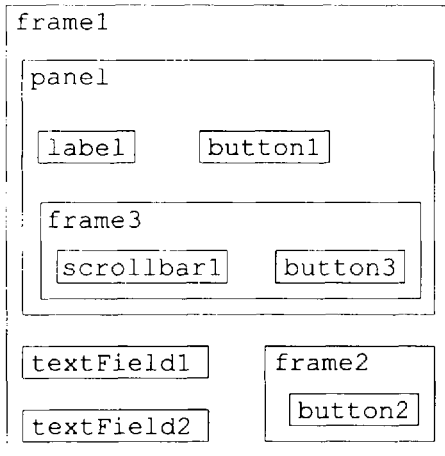 frame1
panel
label button1
frame3
scrollbar1 button3
textField1 frame2
button2
textField2